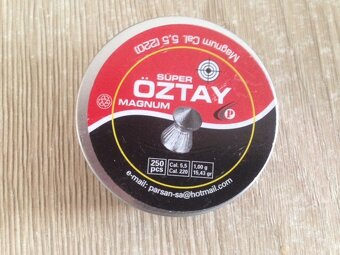 Magnum Cal. 5,5 (220)
SÜPER
ÖZTAY
MAGNUM
P
250 pcs
Cal. 5,5
Cal. 220
1,00 g
15,43 gr
e-mail: parsan-sa@hotmail.com